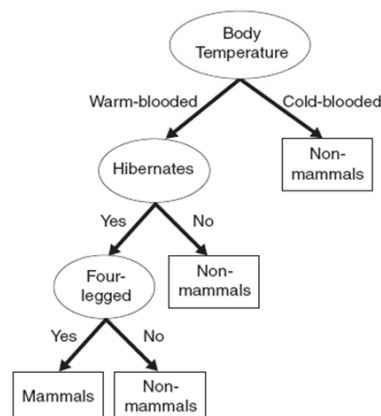 Body
Temperature
Warm-blooded
Cold-blooded
Hibernates
Non-
mammals
Yes
No
Four-
legged
Non-
mammals
Yes
No
Mammals
Non-
mammals